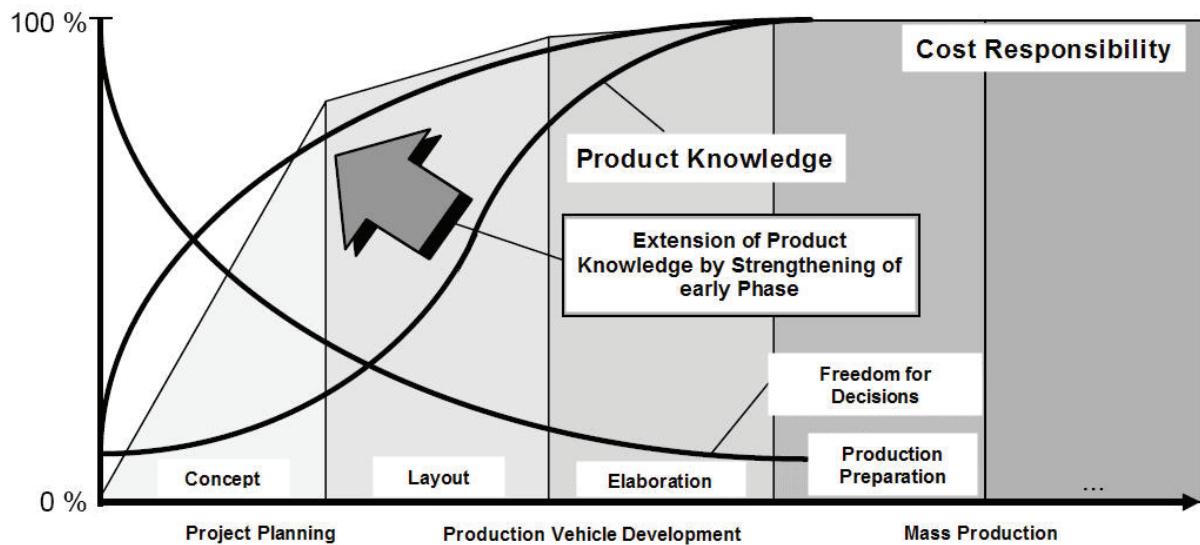 100 %
Cost Responsibility
Product Knowledge
Extension of Product
Knowledge by Strengthening of
early Phase
Freedom for
Decisions
Production
Preparation
Concept
Layout
Elaboration
...
0 %
Project Planning
Production Vehicle Development
Mass Production